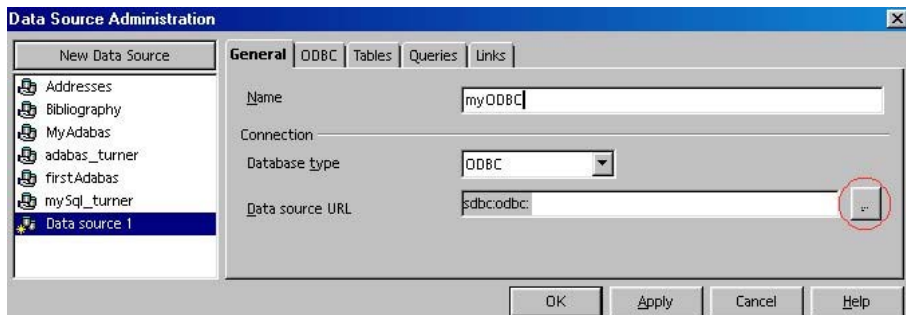 Data Source Administration
New Data Source
Addresses
Bibliography
MyAdabas
adabas_turner
firstAdabas
mySql_turner
Data source 1
General ODBC Tables Queries Links
Name myODBC
Connection
Database type ODBC
Data source URL sdbc:odbc: ...
OK Apply Cancel Help